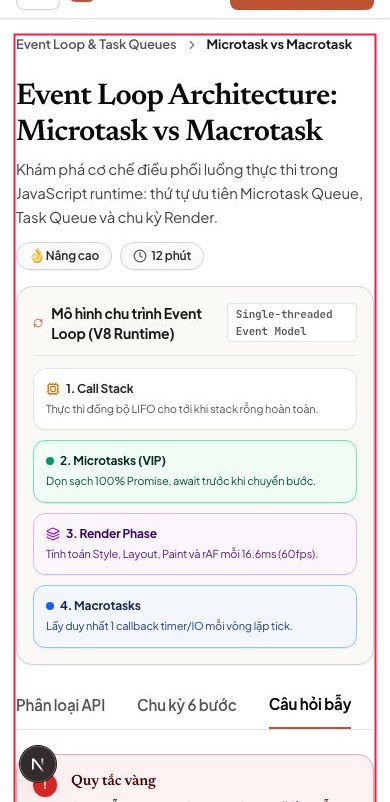 Event Loop & Task Queues > Microtask vs Macrotask
Event Loop Architecture:
Microtask vs Macrotask
Khám phá cơ chế điều phối luồng thực thi trong
JavaScript runtime: thứ tự ưu tiên Microtask Queue,
Task Queue và chu kỳ Render.
👌 Nâng cao
12 phút
Mô hình chu trình Event
Loop (V8 Runtime)
Single-threaded
Event Model
1. Call Stack
Thực thi đồng bộ LIFO cho tới khi stack rỗng hoàn toàn.
2. Microtasks (VIP)
Dọn sạch 100% Promise, await trước khi chuyển bước.
3. Render Phase
Tính toán Style, Layout, Paint và rAF mỗi 16.6ms (60fps).
4. Macrotasks
Lấy duy nhất 1 callback timer/IO mỗi vòng lặp tick.
Phân loại API
Chu kỳ 6 bước
Câu hỏi bẫy
N
!
Quy tắc vàng